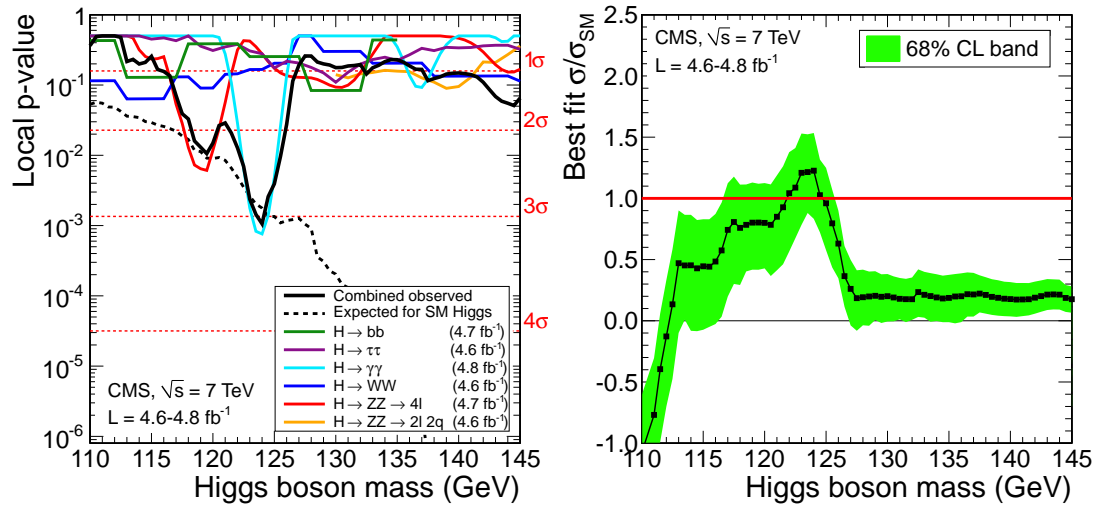 Local p-value
1
10⁻¹
10⁻²
10⁻³
10⁻⁴
10⁻⁵
10⁻⁶
1σ
2σ
3σ
4σ
Combined observed
Expected for SM Higgs
H → bb (4.7 fb⁻¹)
H → ττ (4.6 fb⁻¹)
H → γγ (4.8 fb⁻¹)
H → WW (4.6 fb⁻¹)
H → ZZ → 4l (4.7 fb⁻¹)
H → ZZ → 2l 2q (4.6 fb⁻¹)
CMS, √s = 7 TeV
L = 4.6-4.8 fb⁻¹
110 115 120 125 130 135 140 145
Higgs boson mass (GeV)
Best fit σ/σSM
2.5
2.0
1.5
1.0
0.5
0.0
-0.5
-1.0
CMS, √s = 7 TeV
L = 4.6-4.8 fb⁻¹
68% CL band
110 115 120 125 130 135 140 145
Higgs boson mass (GeV)